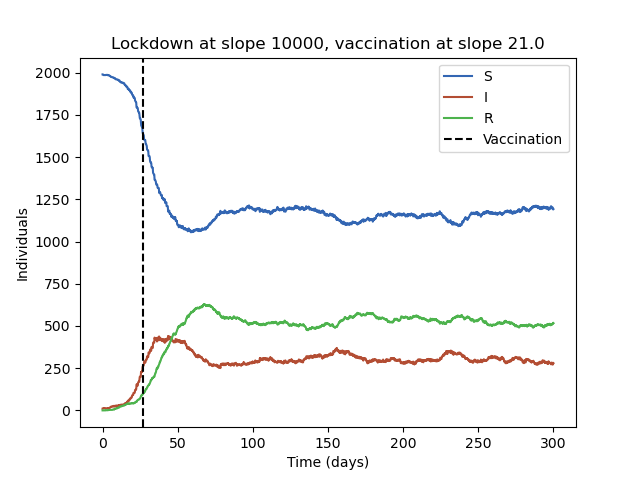 Lockdown at slope 10000, vaccination at slope 21.0
S
I
R
Vaccination
2000
1750
1500
1250
1000
750
500
250
0
Individuals
0 50 100 150 200 250 300
Time (days)